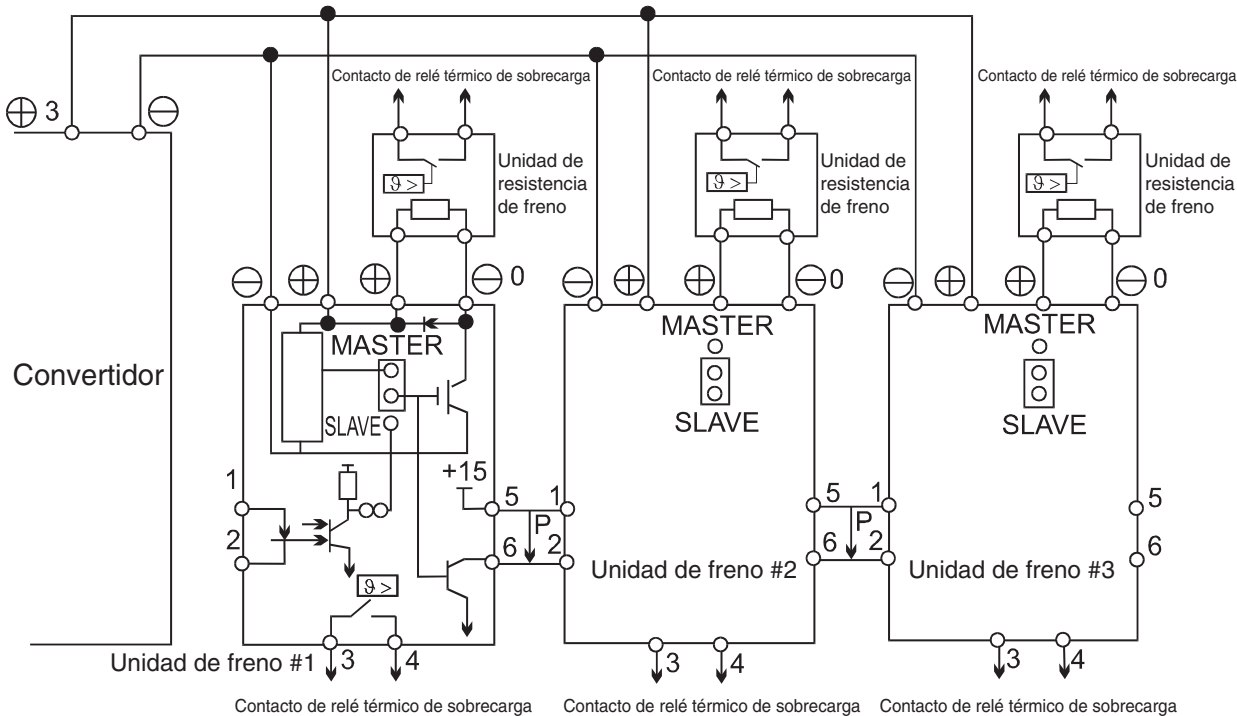 Contacto de relé térmico de sobrecarga
Contacto de relé térmico de sobrecarga
Contacto de relé térmico de sobrecarga
⊕ 3
⊖
ϑ >
Unidad de
resistencia
de freno
ϑ >
Unidad de
resistencia
de freno
ϑ >
Unidad de
resistencia
de freno
⊖ ⊕ ⊕ ⊖ 0
⊖ ⊕ ⊕ ⊖ 0
⊖ ⊕ ⊕ ⊖ 0
Convertidor
MASTER
SLAVE
MASTER
SLAVE
MASTER
SLAVE
+15
1
2
5
6
P
1
2
5
6
P
1
2
5
6
ϑ >
Unidad de freno #2
Unidad de freno #3
Unidad de freno #1
3
4
3
4
3
4
Contacto de relé térmico de sobrecarga
Contacto de relé térmico de sobrecarga
Contacto de relé térmico de sobrecarga